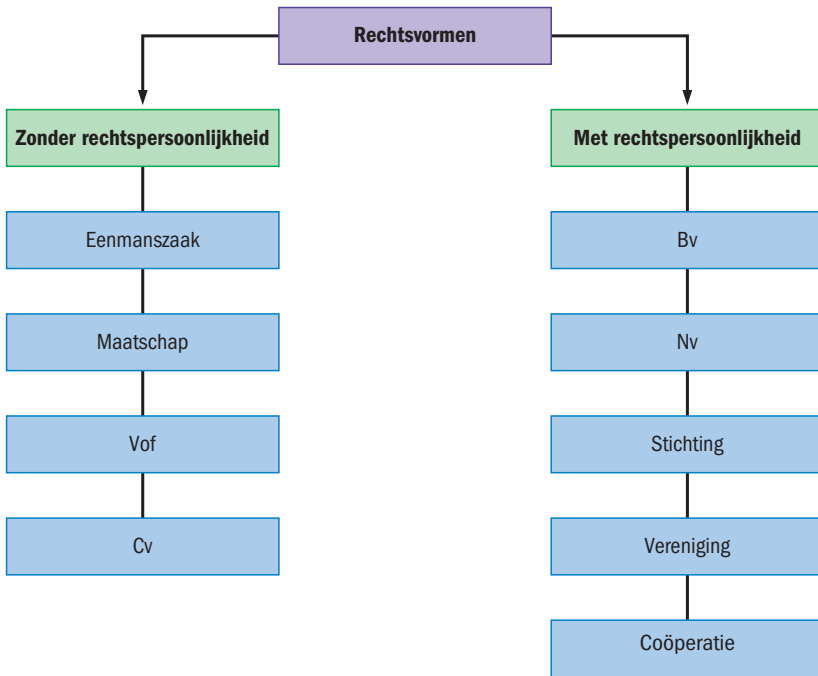 Rechtsvormen
Zonder rechtspersoonlijkheid
Eenmanszaak
Maatschap
Vof
Cv
Met rechtspersoonlijkheid
Bv
Nv
Stichting
Vereniging
Coöperatie